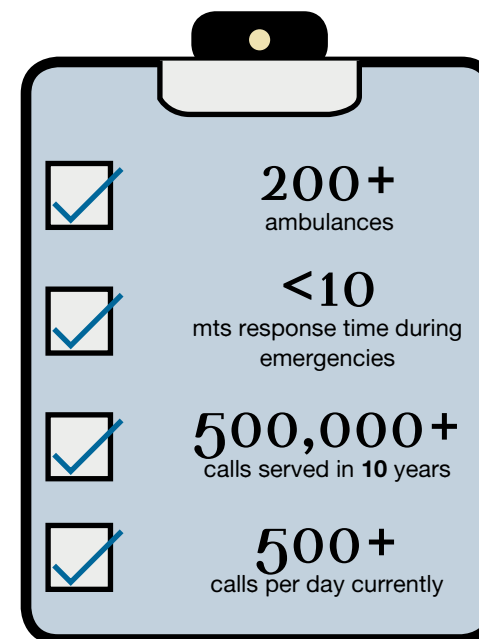 200+
ambulances
<10
mts response time during
emergencies
500,000+
calls served in 10 years
500+
calls per day currently